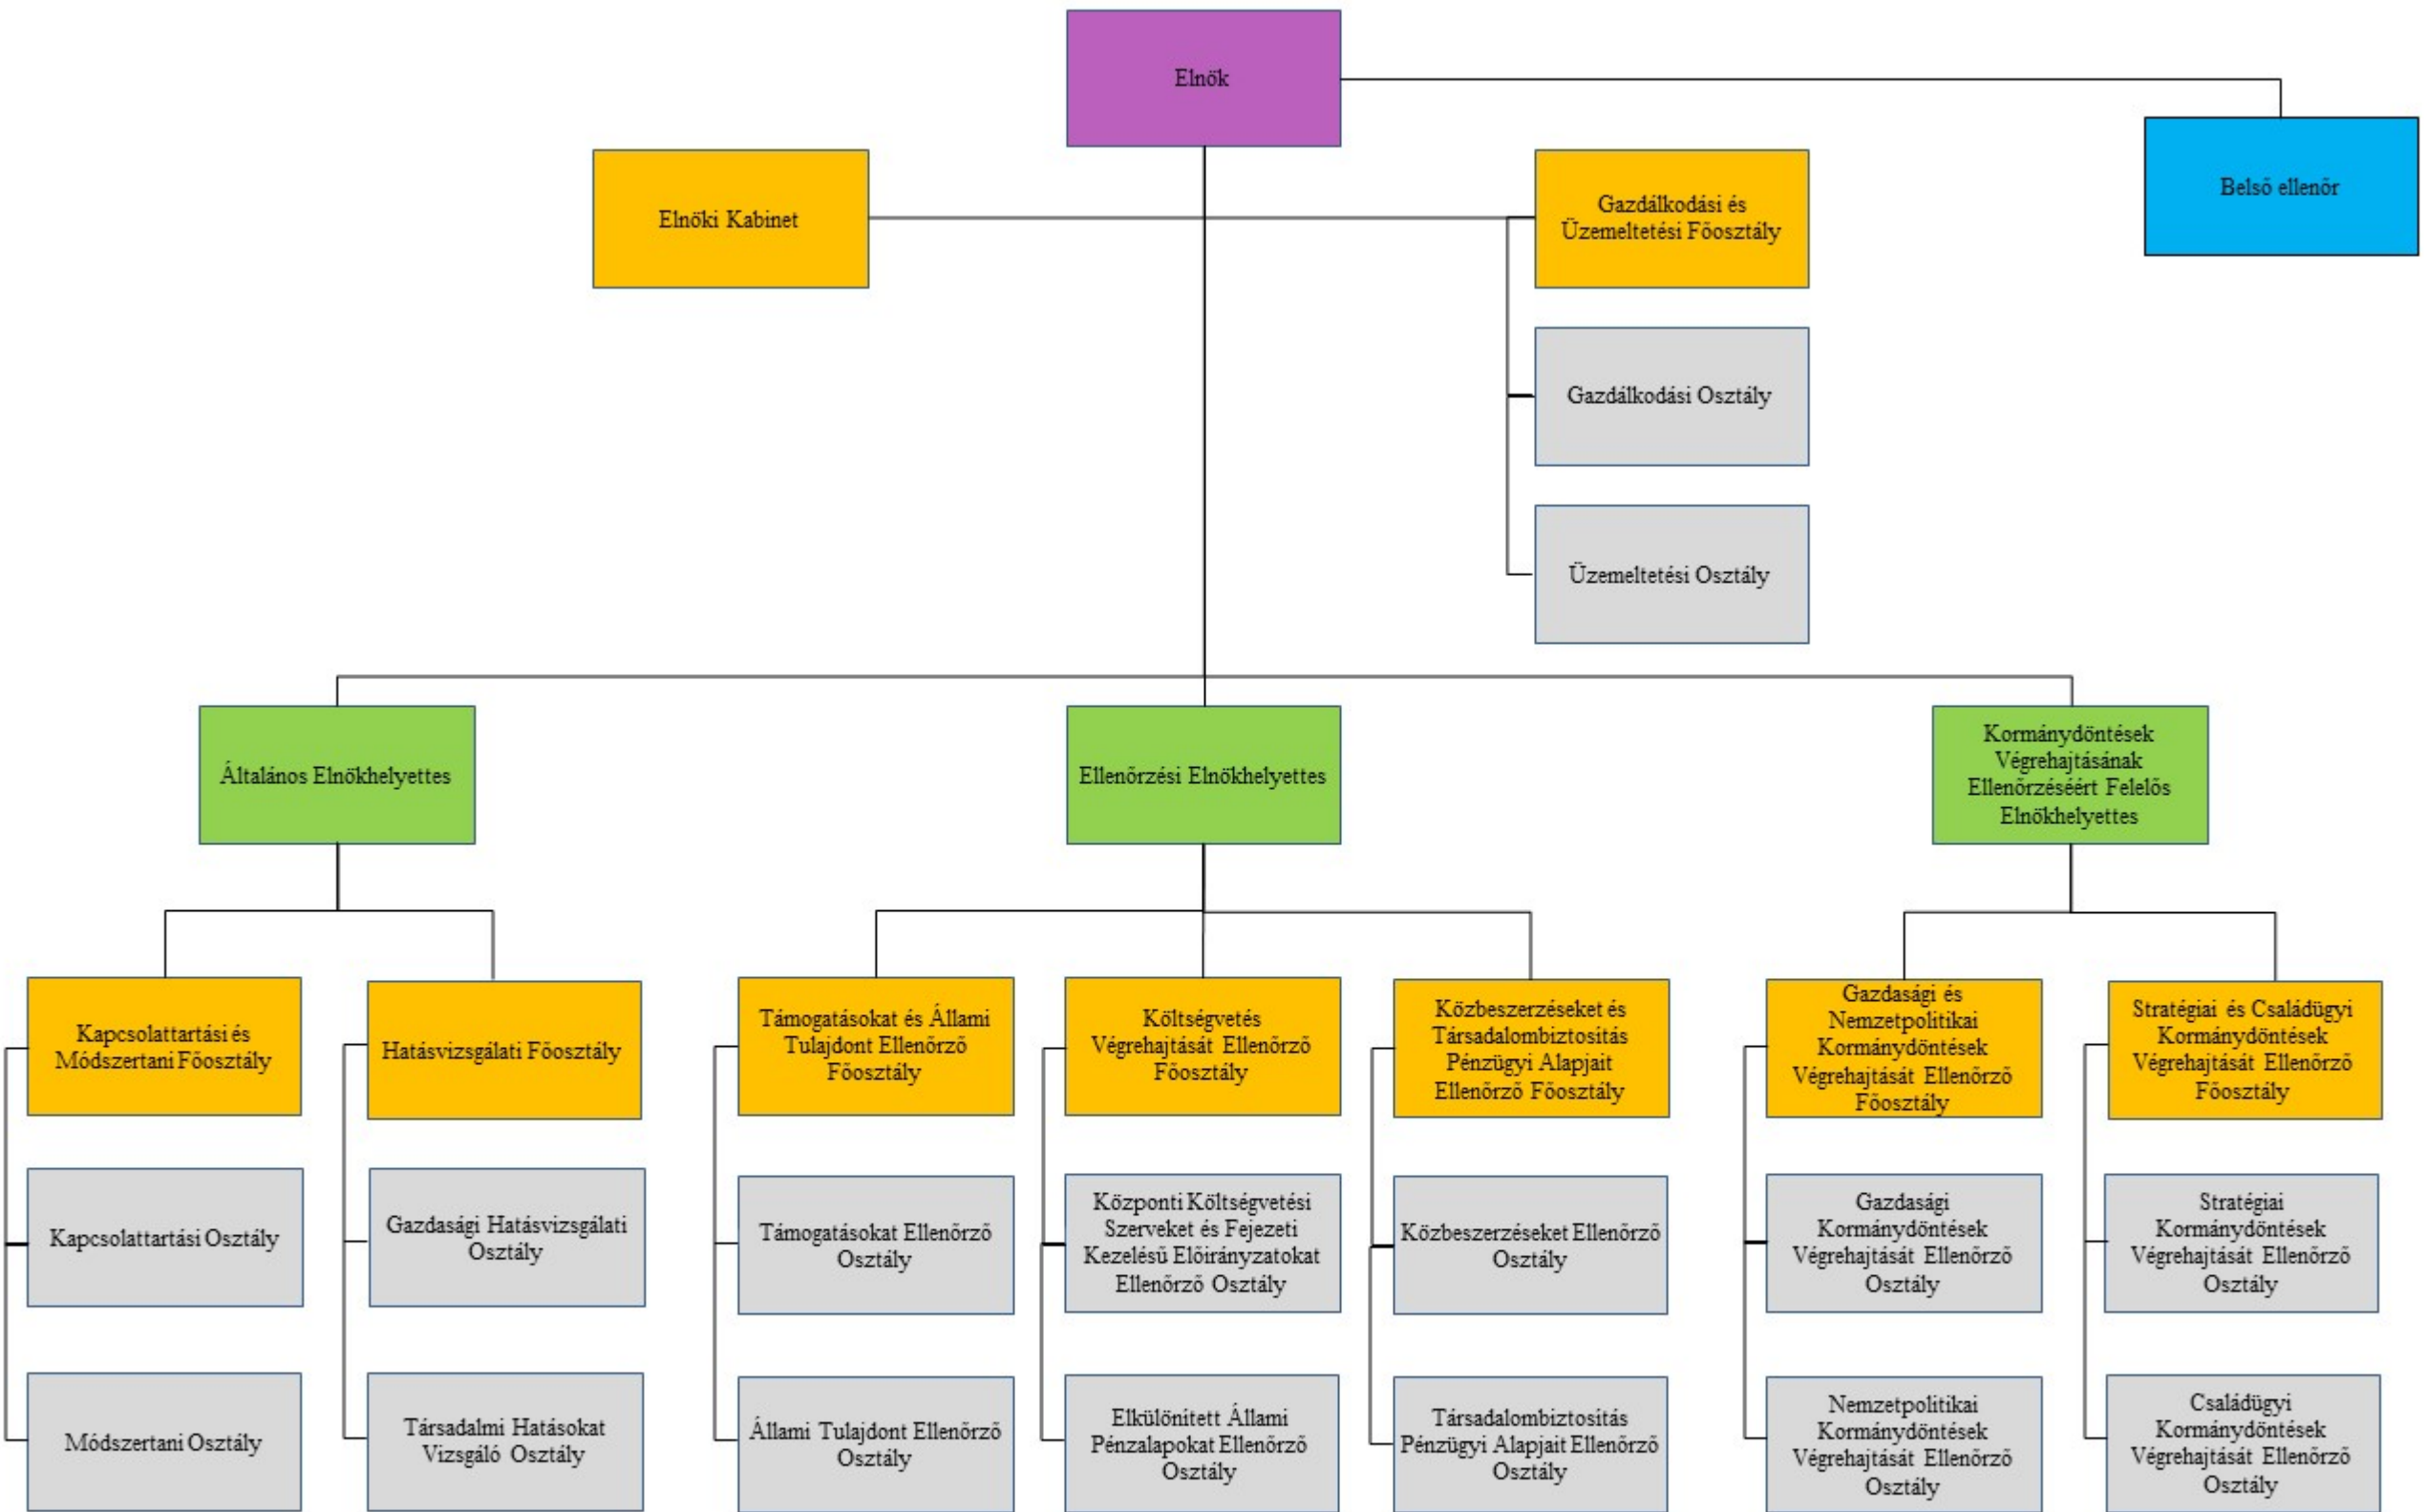 Elnök
Belső ellenőr
Elnöki Kabinet
Gazdálkodási és
Üzemeltetési Főosztály
Gazdálkodási Osztály
Üzemeltetési Osztály
Általános Elnökhelyettes
Ellenőrzési Elnökhelyettes
Kormánydöntések
Végrehajtásának
Ellenőrzéséért Felelős
Elnökhelyettes
Kapcsolattartási és
Módszertani Főosztály
Hatásvizsgálati Főosztály
Támogatásokat és Állami
Tulajdont Ellenőrző
Főosztály
Költségvetés
Végrehajtását Ellenőrző
Főosztály
Közbeszerzéseket és
Társadalombiztosítás
Pénzügyi Alapjait
Ellenőrző Főosztály
Gazdasági és
Nemzetpolitikai
Kormánydöntések
Végrehajtását Ellenőrző
Főosztály
Stratégiai és Családügyi
Kormánydöntések
Végrehajtását Ellenőrző
Főosztály
Kapcsolattartási Osztály
Gazdasági Hatásvizsgálati
Osztály
Támogatásokat Ellenőrző
Osztály
Központi Költségvetési
Szerveket és Fejezeti
Kezelésű Előirányzatokat
Ellenőrző Osztály
Közbeszerzéseket Ellenőrző
Osztály
Gazdasági
Kormánydöntések
Végrehajtását Ellenőrző
Osztály
Stratégiai
Kormánydöntések
Végrehajtását Ellenőrző
Osztály
Módszertani Osztály
Társadalmi Hatásokat
Vizsgáló Osztály
Állami Tulajdont Ellenőrző
Osztály
Elkülönített Állami
Pénzalapokat Ellenőrző
Osztály
Társadalombiztosítás
Pénzügyi Alapjait Ellenőrző
Osztály
Nemzetpolitikai
Kormánydöntések
Végrehajtását Ellenőrző
Osztály
Családügyi
Kormánydöntések
Végrehajtását Ellenőrző
Osztály